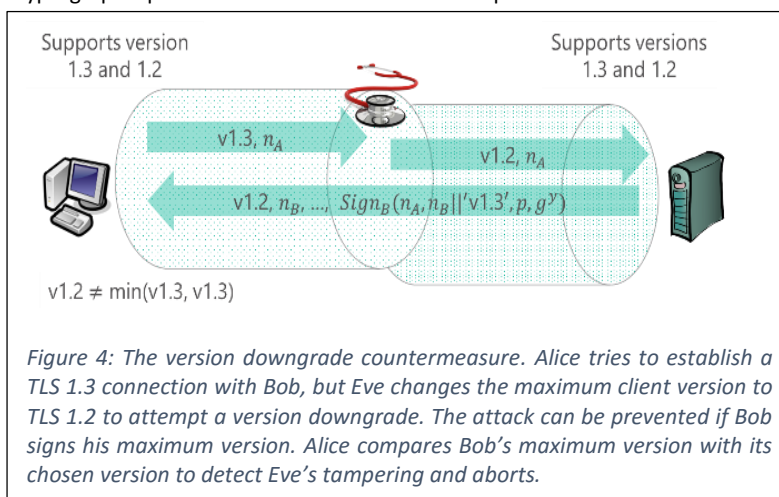 Supports version
1.3 and 1.2
Supports versions
1.3 and 1.2
v1.3, n_A
v1.2, n_A
v1.2, n_B, ..., Sign_B(n_A, n_B||'v1.3', p, g^y)
v1.2 ≠ min(v1.3, v1.3)
Figure 4: The version downgrade countermeasure. Alice tries to establish a
TLS 1.3 connection with Bob, but Eve changes the maximum client version to
TLS 1.2 to attempt a version downgrade. The attack can be prevented if Bob
signs his maximum version. Alice compares Bob's maximum version with its
chosen version to detect Eve's tampering and aborts.